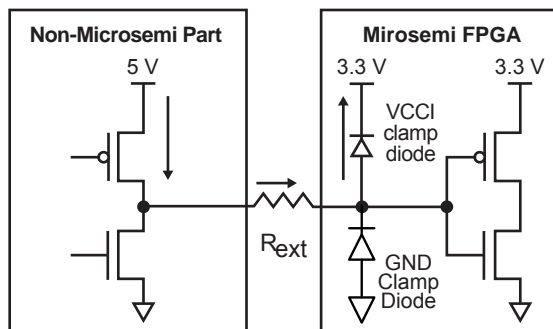 Non-Microsemi Part
Mirosemi FPGA
5 V
3.3 V
3.3 V
VCCI
clamp
diode
Rext
GND
Clamp
Diode